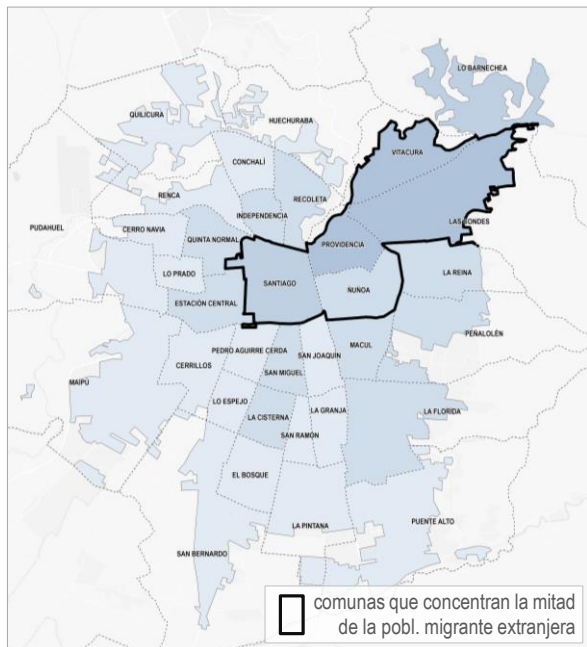 LO BARNECHEA
QUILICURA
HUECHURABA
VITACURA
CONCHALÍ
RENCA
RECOLETA
INDEPENDENCIA
LAS CONDES
PUDAHUEL
CERRO NAVIA
QUINTA NORMAL
PROVIDENCIA
LO PRADO
LA REINA
SANTIAGO
ÑUÑOA
ESTACIÓN CENTRAL
PEÑALOLÉN
MACUL
PEDRO AGUIRRE CERDA
SAN JOAQUÍN
CERRILLOS
SAN MIGUEL
MAIPÚ
LO ESPEJO
LA GRANJA
LA CISTERNA
LA FLORIDA
SAN RAMÓN
EL BOSQUE
LA PINTANA
PUENTE ALTO
SAN BERNARDO
comunas que concentran la mitad
de la pobl. migrante extranjera